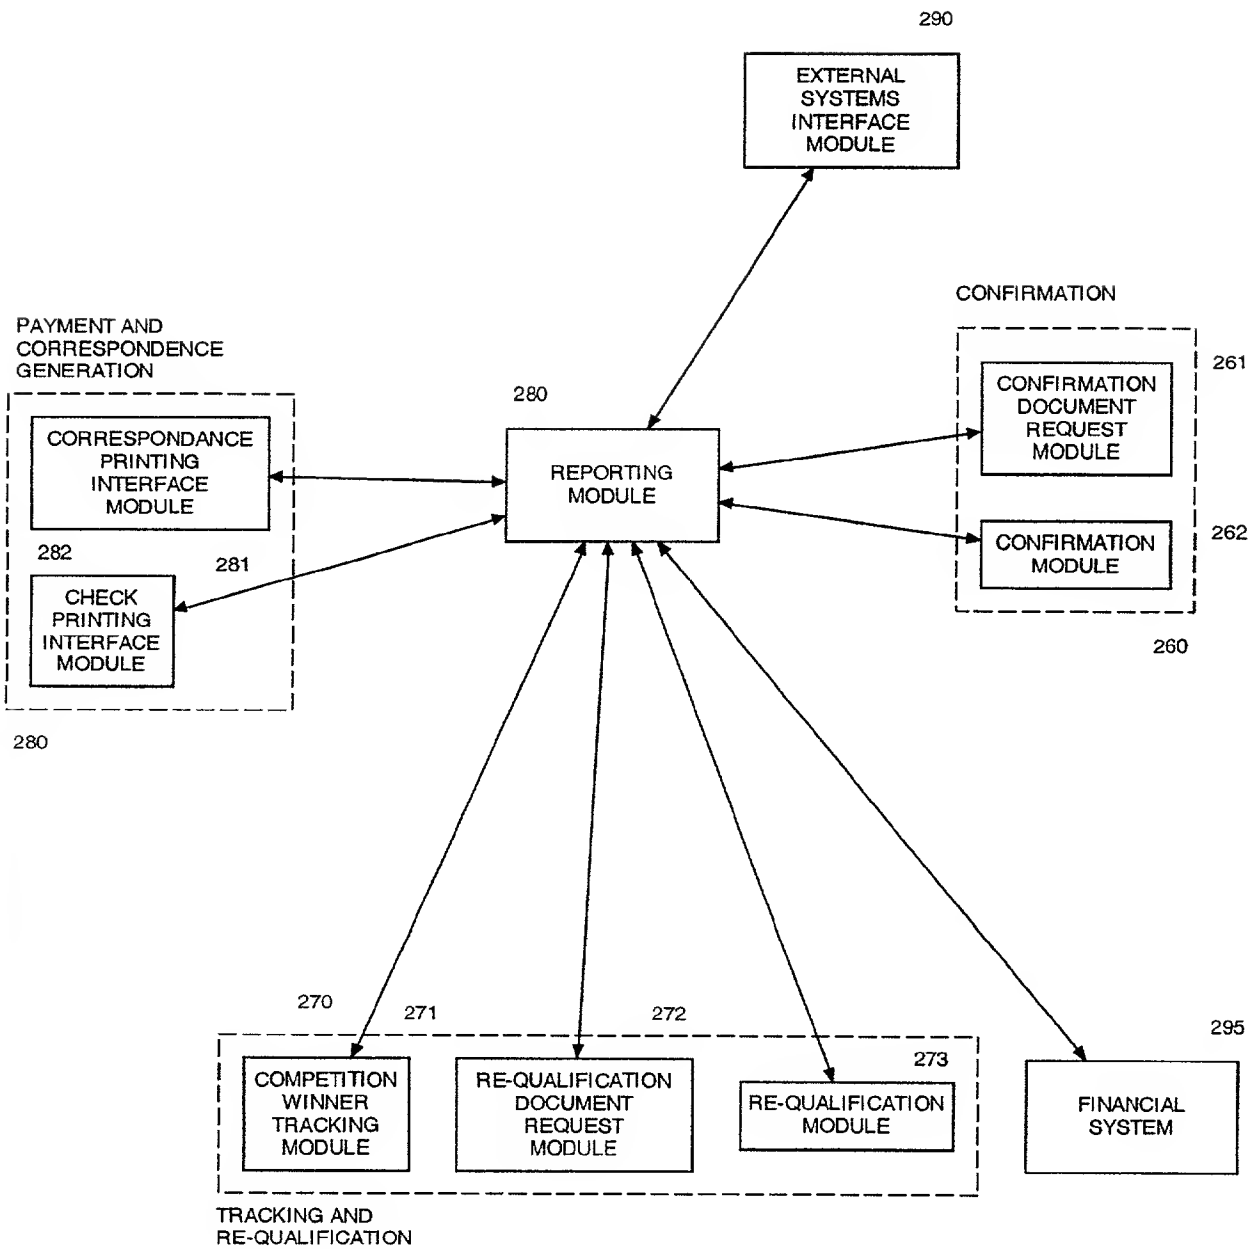 290
EXTERNAL
SYSTEMS
INTERFACE
MODULE
CONFIRMATION
PAYMENT AND
CORRESPONDENCE
GENERATION
261
CONFIRMATION
DOCUMENT
REQUEST
MODULE
280
CORRESPONDANCE
PRINTING
INTERFACE
MODULE
REPORTING
MODULE
262
CONFIRMATION
MODULE
282
281
CHECK
PRINTING
INTERFACE
MODULE
260
280
270
271
272
295
273
COMPETITION
WINNER
TRACKING
MODULE
RE-QUALIFICATION
DOCUMENT
REQUEST
MODULE
RE-QUALIFICATION
MODULE
FINANCIAL
SYSTEM
TRACKING AND
RE-QUALIFICATION